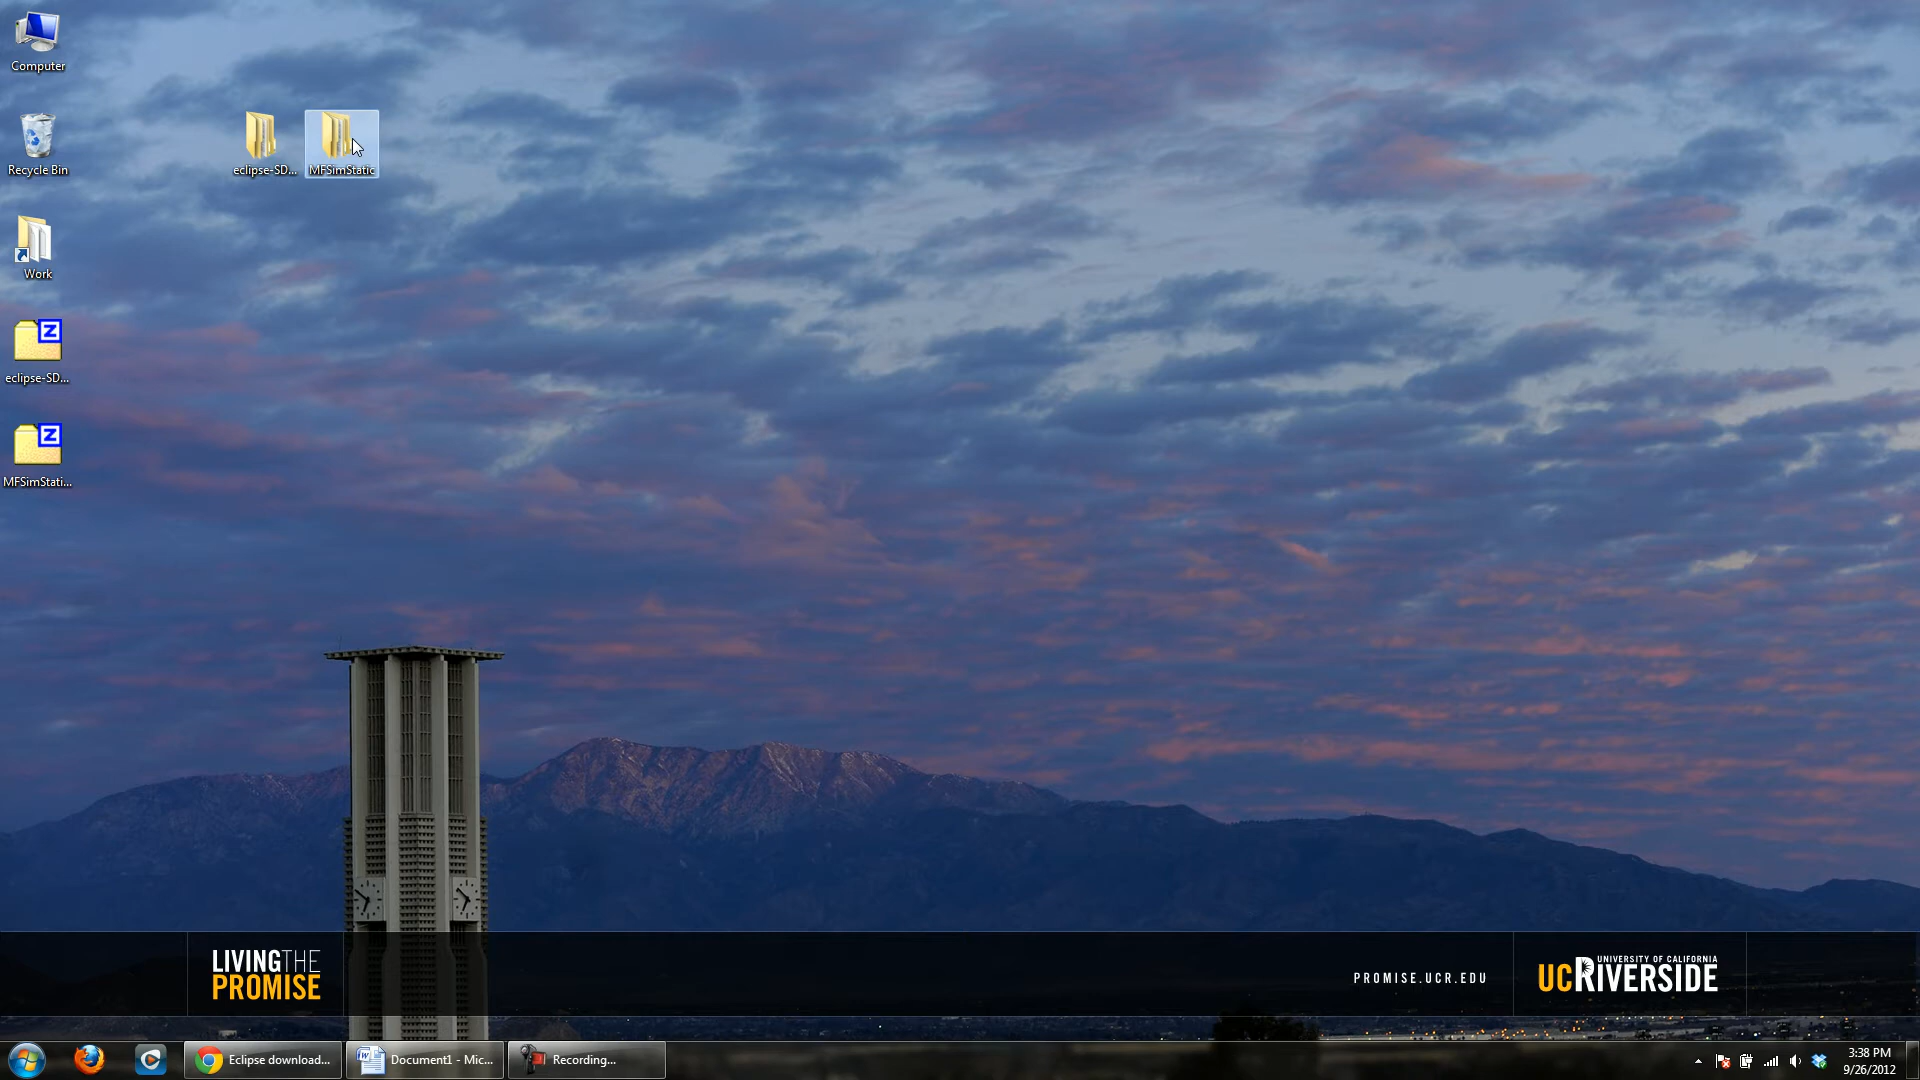 Computer
Recycle Bin
Work
eclipse-SD...
MFSimStati...
eclipse-SD...
MFSimStatic
LIVINGTHE
PROMISE
PROMISE.UCR.EDU
UNIVERSITY OF CALIFORNIA
UCRIVERSIDE
Eclipse download...
Document1 - Mic...
Recording...
3:38 PM
9/26/2012